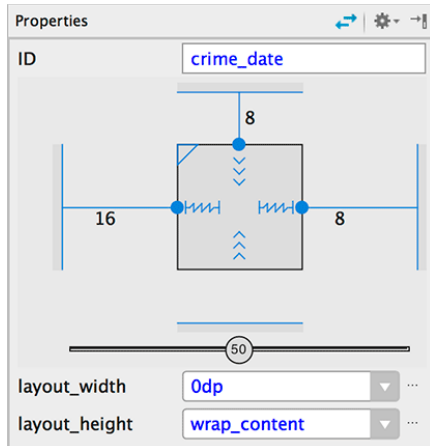 Properties
ID crime_date
8
16 8
50
layout_width 0dp ...
layout_height wrap_content ...